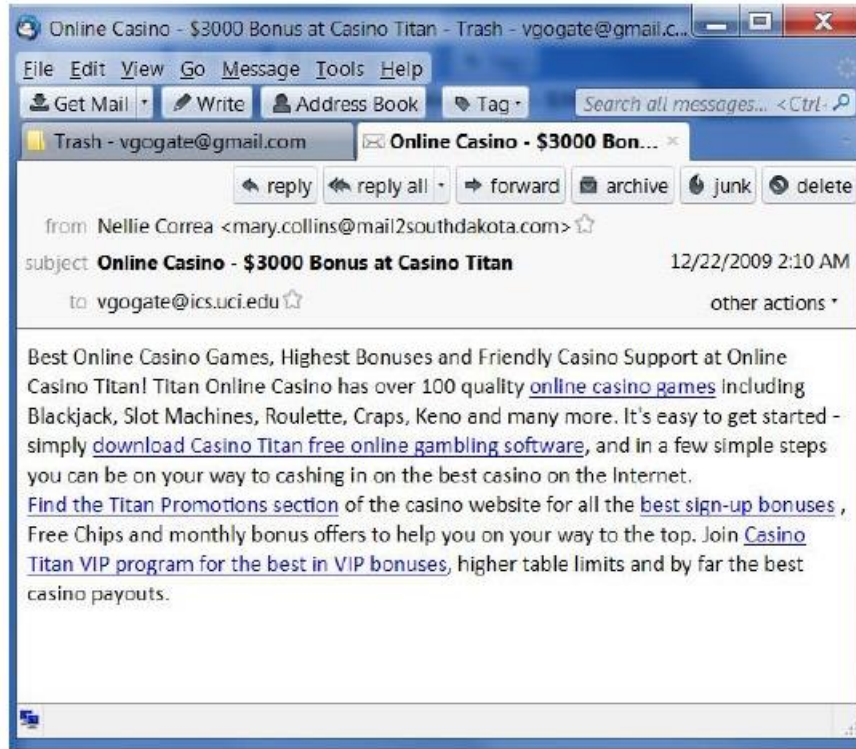 Online Casino - $3000 Bonus at Casino Titan - Trash - vgogate@gmail.c...
File Edit View Go Message Tools Help
Get Mail Write Address Book Tag Search all messages... <Ctrl-
Trash - vgogate@gmail.com Online Casino - $3000 Bon...
reply reply all forward archive junk delete
from Nellie Correa <mary.collins@mail2southdakota.com>
subject Online Casino - $3000 Bonus at Casino Titan 12/22/2009 2:10 AM
to vgogate@ics.uci.edu other actions
Best Online Casino Games, Highest Bonuses and Friendly Casino Support at Online
Casino Titan! Titan Online Casino has over 100 quality online casino games including
Blackjack, Slot Machines, Roulette, Craps, Keno and many more. It's easy to get started -
simply download Casino Titan free online gambling software, and in a few simple steps
you can be on your way to cashing in on the best casino on the Internet.
Find the Titan Promotions section of the casino website for all the best sign-up bonuses ,
Free Chips and monthly bonus offers to help you on your way to the top. Join Casino
Titan VIP program for the best in VIP bonuses, higher table limits and by far the best
casino payouts.